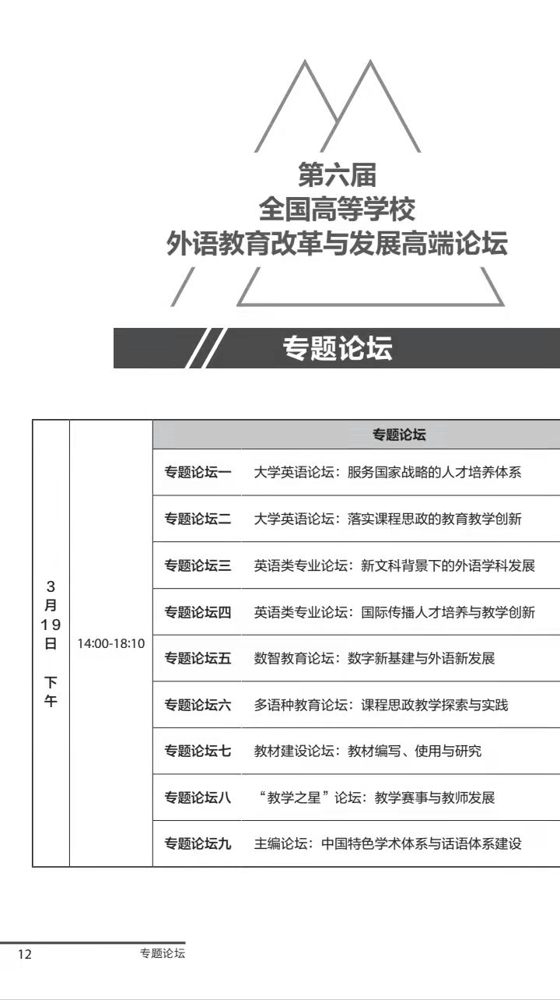 第六届
全国高等学校
外语教育改革与发展高端论坛
专题论坛
3月19日 下午
14:00-18:10
专题论坛
专题论坛一 大学英语论坛：服务国家战略的人才培养体系
专题论坛二 大学英语论坛：落实课程思政的教育教学创新
专题论坛三 英语类专业论坛：新文科背景下的外语学科发展
专题论坛四 英语类专业论坛：国际传播人才培养与教学创新
专题论坛五 数智教育论坛：数字新基建与外语新发展
专题论坛六 多语种教育论坛：课程思政教学探索与实践
专题论坛七 教材建设论坛：教材编写、使用与研究
专题论坛八 “教学之星”论坛：教学赛事与教师发展
专题论坛九 主编论坛：中国特色学术体系与话语体系建设
12 专题论坛